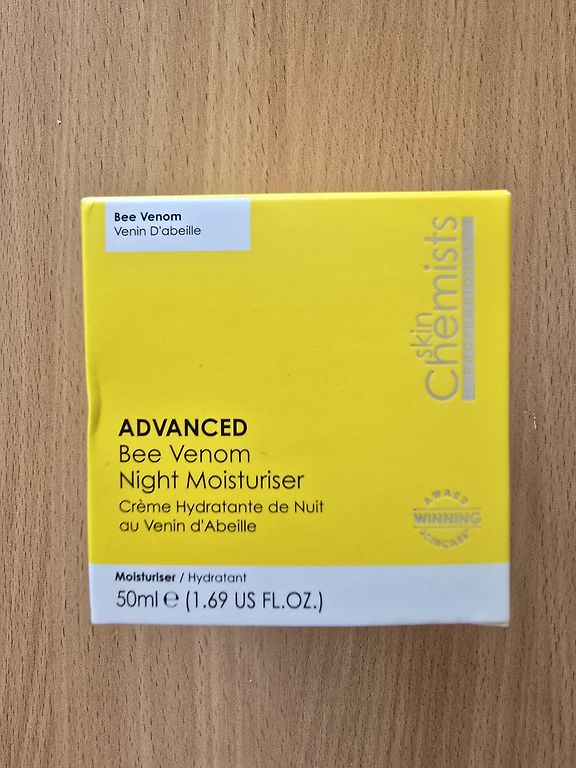 Bee Venom
Venin D'abeille
skin
Chemists
PROFESSIONAL
ADVANCED
Bee Venom
Night Moisturiser
Crème Hydratante de Nuit
au Venin d'Abeille
AWARD
WINNING
SKINCARE
Moisturiser / Hydratant
50ml ℮ (1.69 US FL.OZ.)